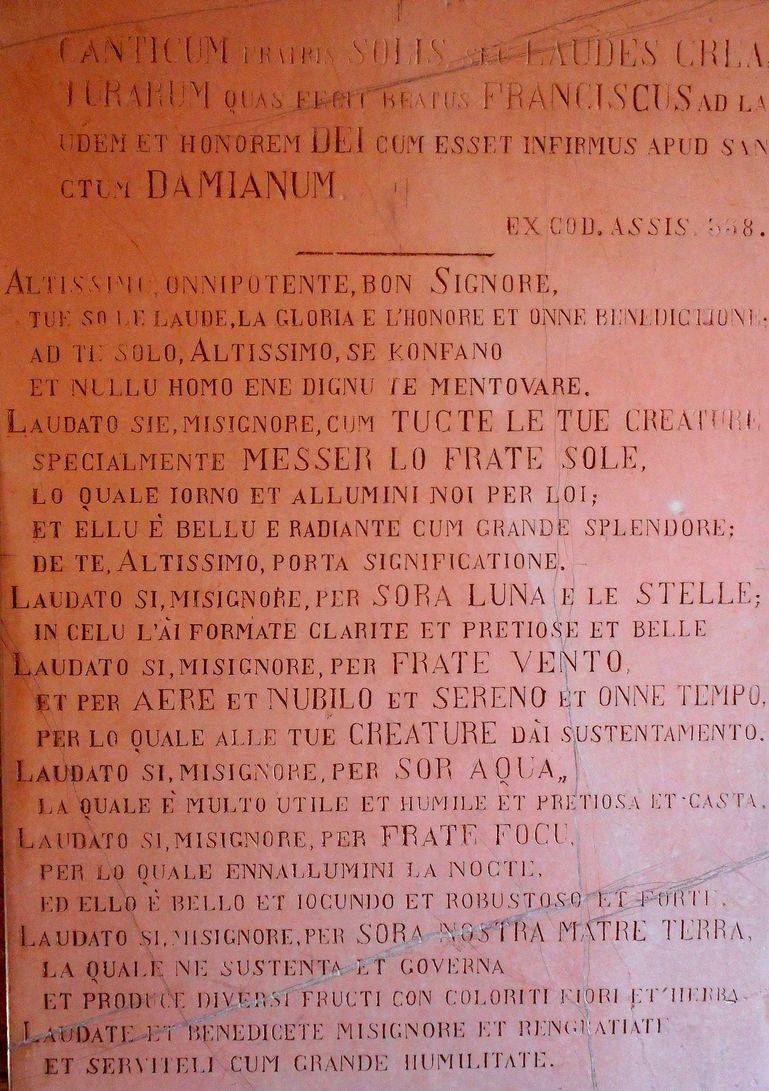 CANTICUM FRATRIS SOLIS SEU LAUDES CREA
TURARUM QUAS FECIT BEATUS FRANCISCUS AD LA
UDEM ET HONOREM DEI CUM ESSET INFIRMUS APUD SAN
CTUM DAMIANUM
EX COD. ASSIS. 338.
ALTISSIMU, ONNIPOTENTE, BON SIGNORE,
TUE SO LE LAUDE, LA GLORIA E L'HONORE ET ONNE BENEDICTIONE;
AD TE SOLO, ALTISSIMO, SE KONFANO
ET NULLU HOMO ENE DIGNU TE MENTOVARE.
LAUDATO SIE, MISIGNORE, CUM TUCTE LE TUE CREATURE
SPECIALMENTE MESSER LO FRATE SOLE,
LO QUALE IORNO ET ALLUMINI NOI PER LOI;
ET ELLU È BELLU E RADIANTE CUM GRANDE SPLENDORE;
DE TE, ALTISSIMO, PORTA SIGNIFICATIONE.
LAUDATO SI, MISIGNORE, PER SORA LUNA E LE STELLE;
IN CELU L'ÀI FORMATE CLARITE ET PRETIOSE ET BELLE
LAUDATO SI, MISIGNORE, PER FRATE VENTO,
ET PER AERE ET NUBILO ET SERENO ET ONNE TEMPO,
PER LO QUALE ALLE TUE CREATURE DÀI SUSTENTAMENTO.
LAUDATO SI, MISIGNORE, PER SOR AQUA,,
LA QUALE È MULTO UTILE ET HUMILE ET PRETIOSA ET CASTA.
LAUDATO SI, MISIGNORE, PER FRATE FOCU,
PER LO QUALE ENNALLUMINI LA NOCTE,
ED ELLO È BELLO ET IOCUNDO ET ROBUSTOSO ET FORTE.
LAUDATO SI, MISIGNORE, PER SORA NOSTRA MATRE TERRA,
LA QUALE NE SUSTENTA ET GOVERNA
ET PRODUCE DIVERSI FRUCTI CON COLORITI FIORI ET HERBA.
LAUDATE ET BENEDICETE MISIGNORE ET RENGRATIATE
ET SERVITELI CUM GRANDE HUMILITATE.